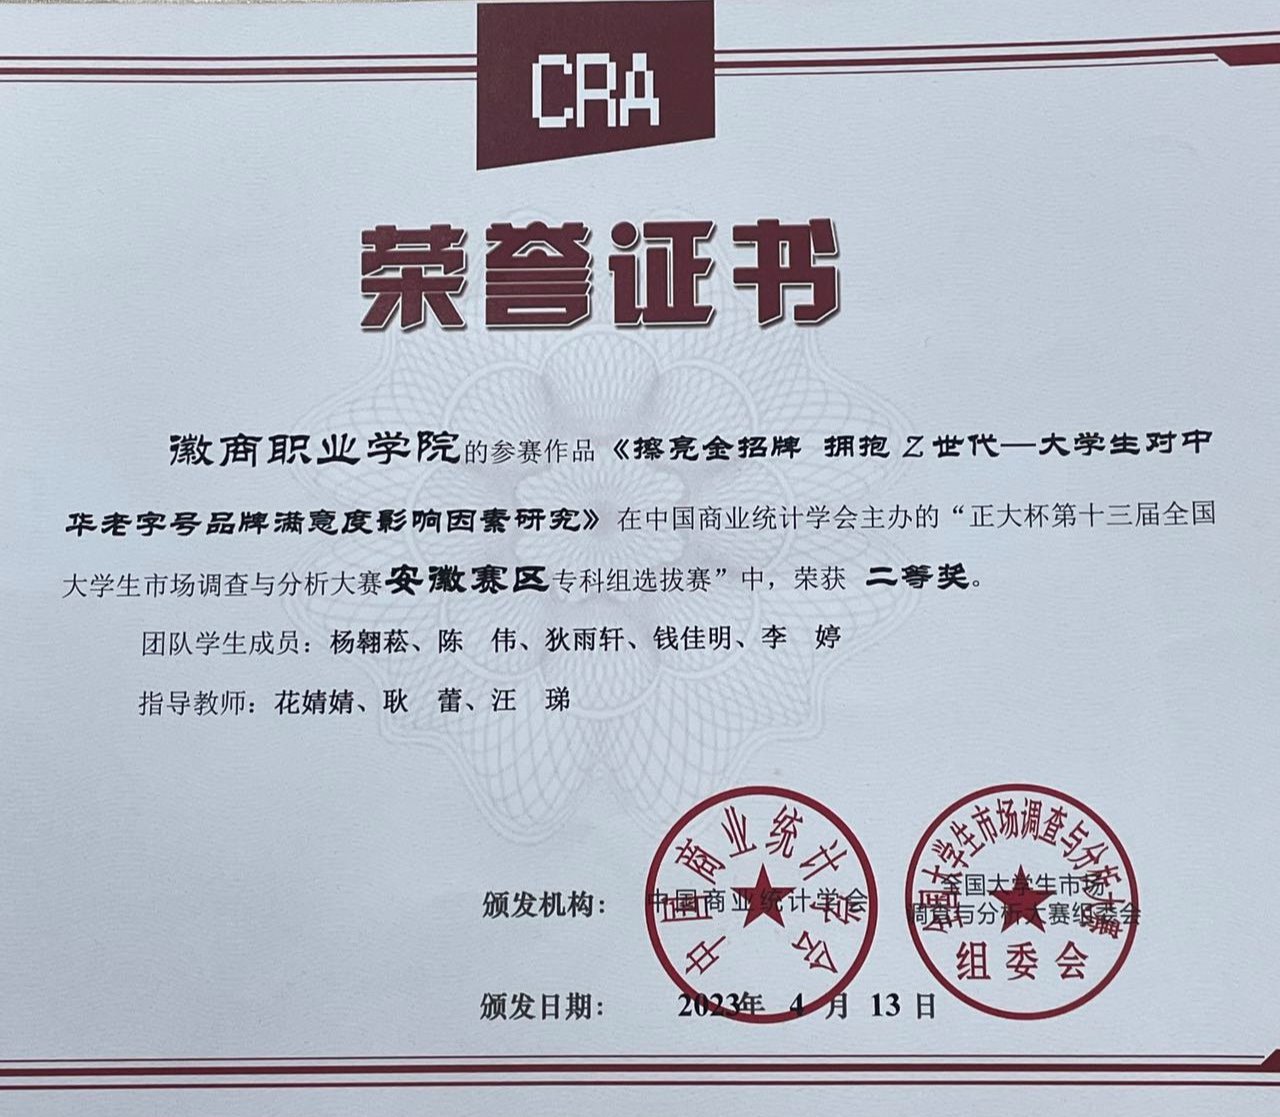 CRA
荣誉证书
徽商职业学院的参赛作品《擦亮金招牌 拥抱Z世代—大学生对中
华老字号品牌满意度影响因素研究》在中国商业统计学会主办的“正大杯第十三届全国
大学生市场调查与分析大赛安徽赛区专科组选拔赛”中，荣获 二等奖。
团队学生成员：杨翱菘、陈 伟、狄雨轩、钱佳明、李 婷
指导教师：花婧婧、耿 蕾、汪 琊
中国商业统计学会
全国大学生市场调查与分析大赛
颁发机构： 中国商业统计学会 全国大学生市场
调查与分析大赛组委会
组委会
颁发日期： 2023年 4 月 13 日